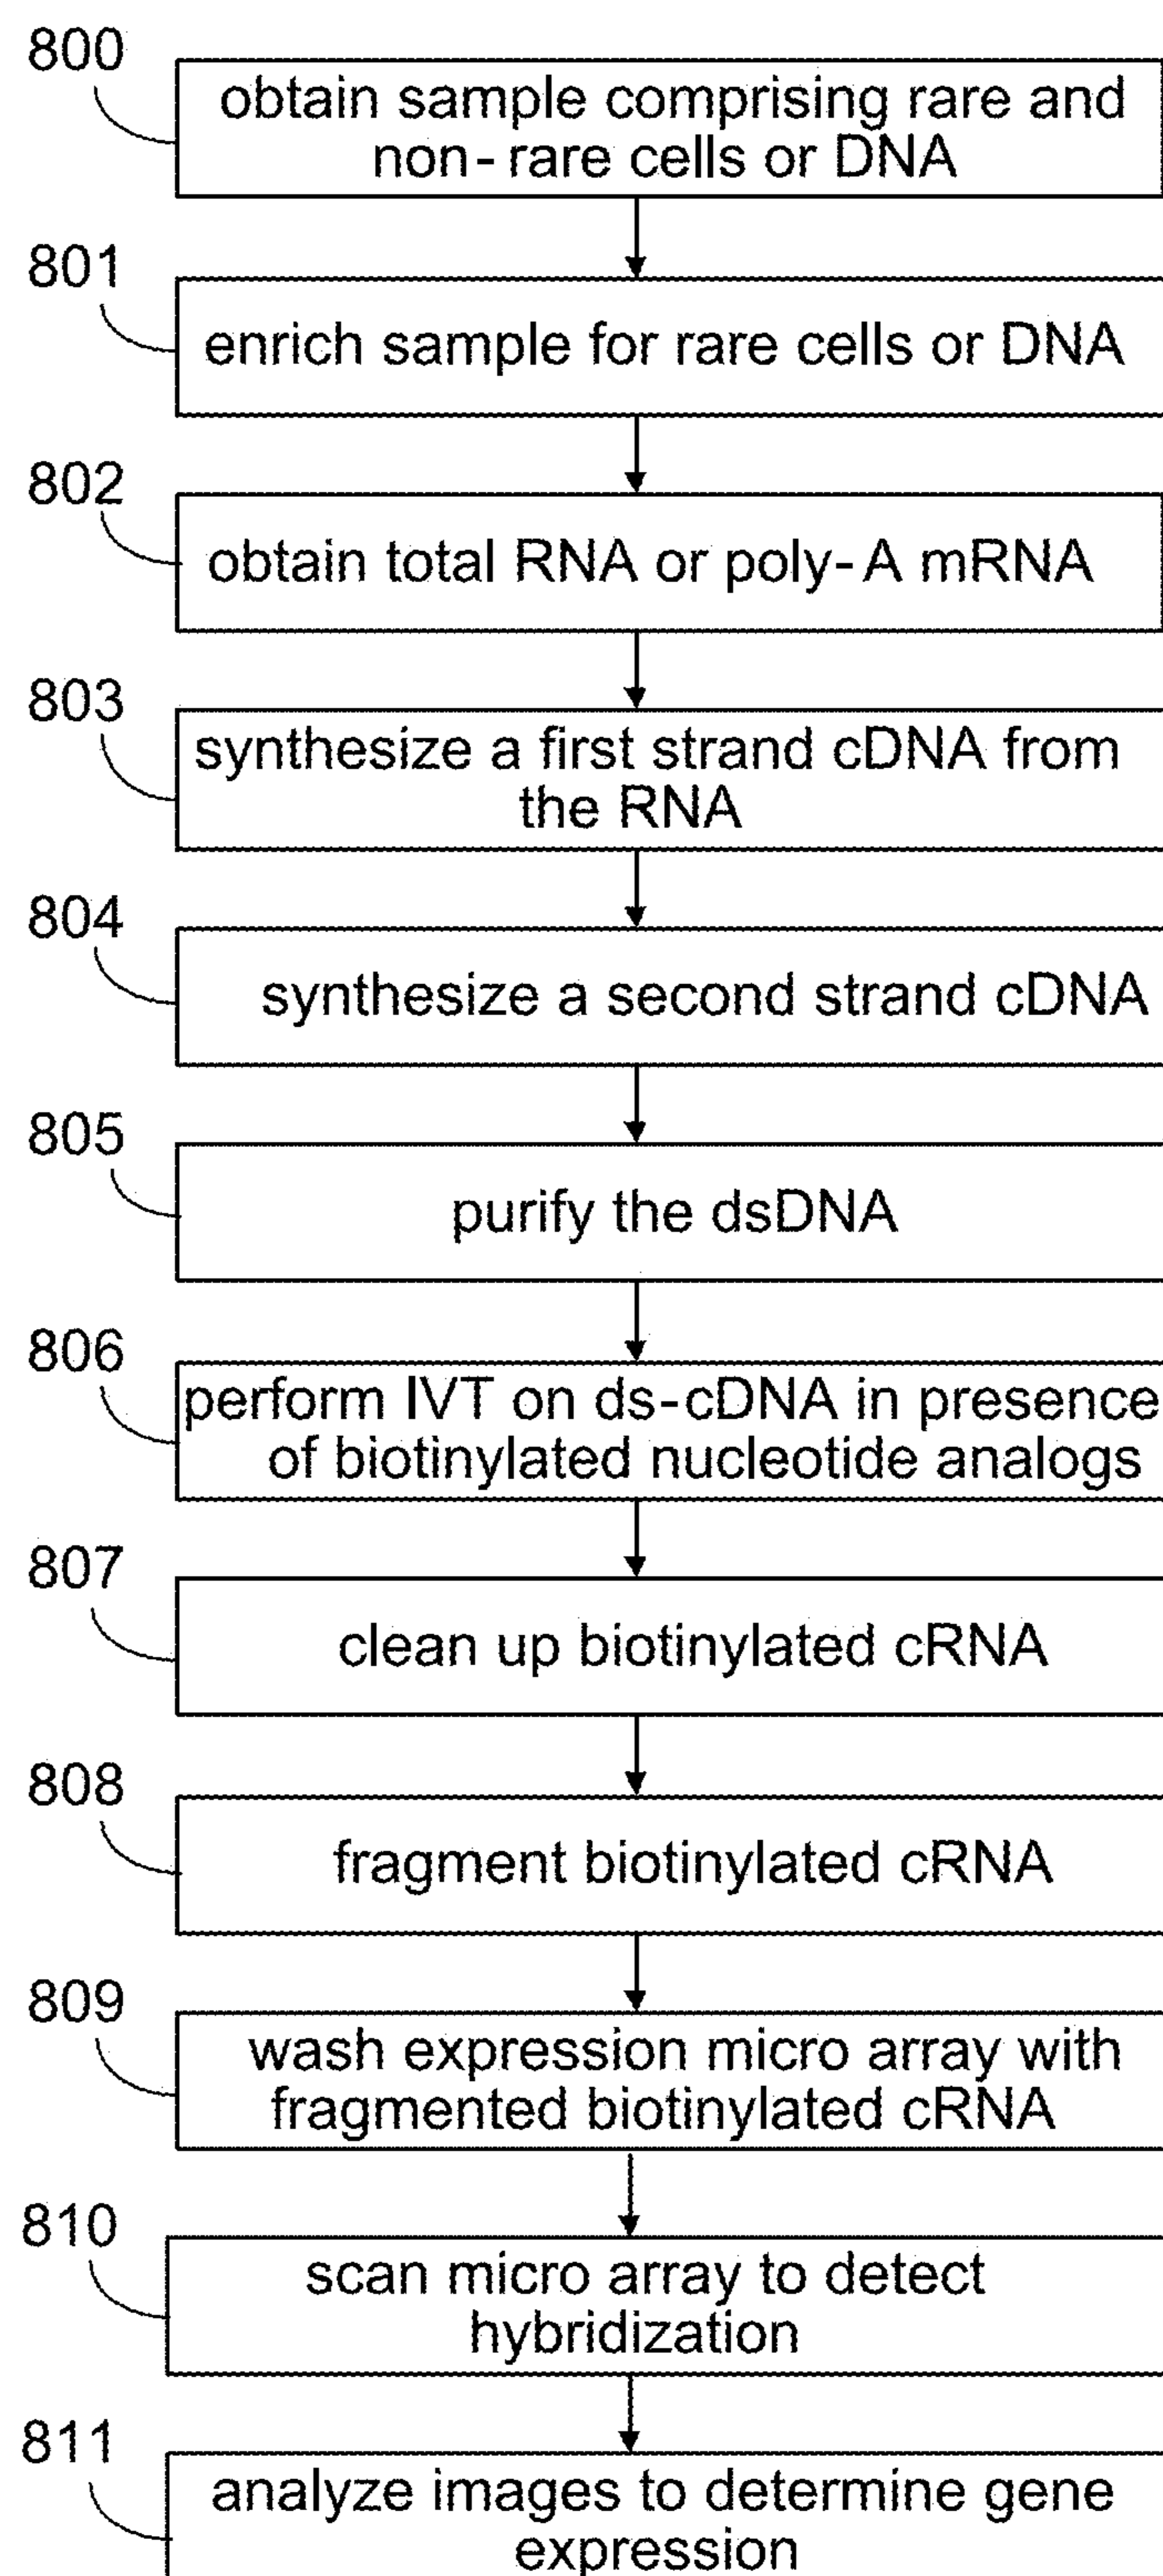 800
obtain sample comprising rare and
non-rare cells or DNA
801
enrich sample for rare cells or DNA
802
obtain total RNA or poly-A mRNA
803
synthesize a first strand cDNA from
the RNA
804
synthesize a second strand cDNA
805
purify the dsDNA
806
perform IVT on ds-cDNA in presence
of biotinylated nucleotide analogs
807
clean up biotinylated cRNA
808
fragment biotinylated cRNA
809
wash expression micro array with
fragmented biotinylated cRNA
810
scan micro array to detect
hybridization
811
analyze images to determine gene
expression